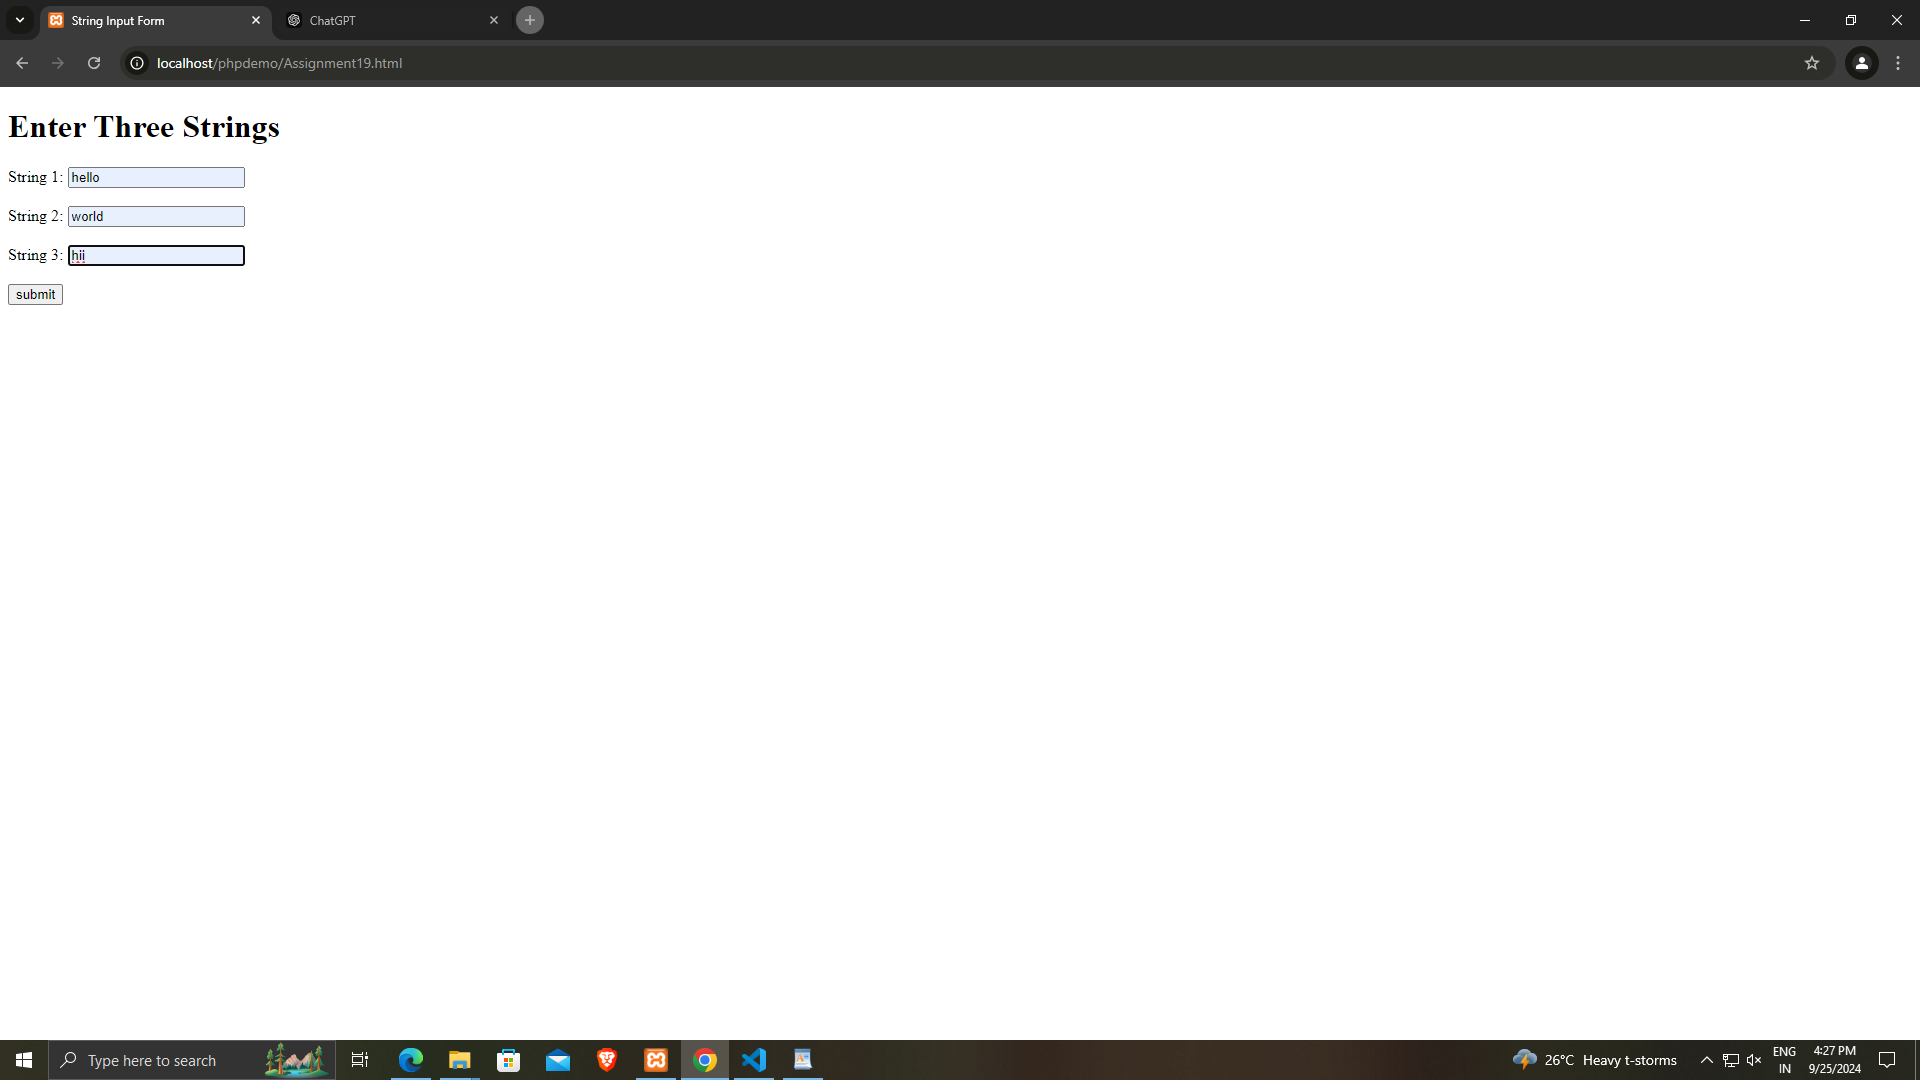 String Input Form
ChatGPT
localhost/phpdemo/Assignment19.html
Enter Three Strings
String 1: hello
String 2: world
String 3: hii
submit
Type here to search
26°C Heavy t-storms
ENG
IN
4:27 PM
9/25/2024